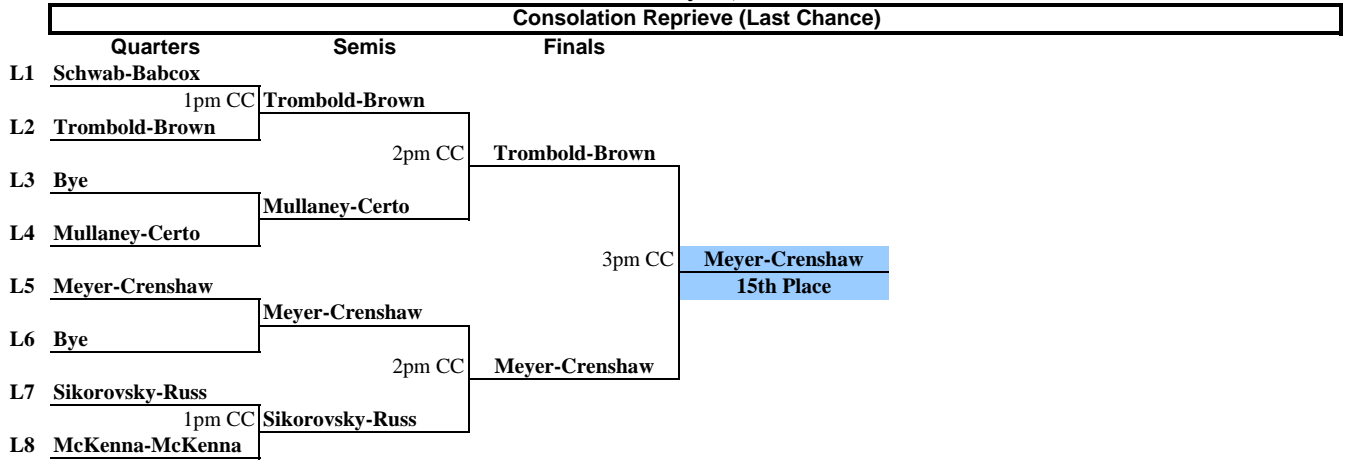 Consolation Reprieve (Last Chance)
Quarters Semis Finals
L1 Schwab-Babcox
1pm CC Trombold-Brown
L2 Trombold-Brown
2pm CC Trombold-Brown
L3 Bye
Mullaney-Certo
L4 Mullaney-Certo
3pm CC Meyer-Crenshaw
L5 Meyer-Crenshaw 15th Place
Meyer-Crenshaw
L6 Bye
2pm CC Meyer-Crenshaw
L7 Sikorovsky-Russ
1pm CC Sikorovsky-Russ
L8 McKenna-McKenna